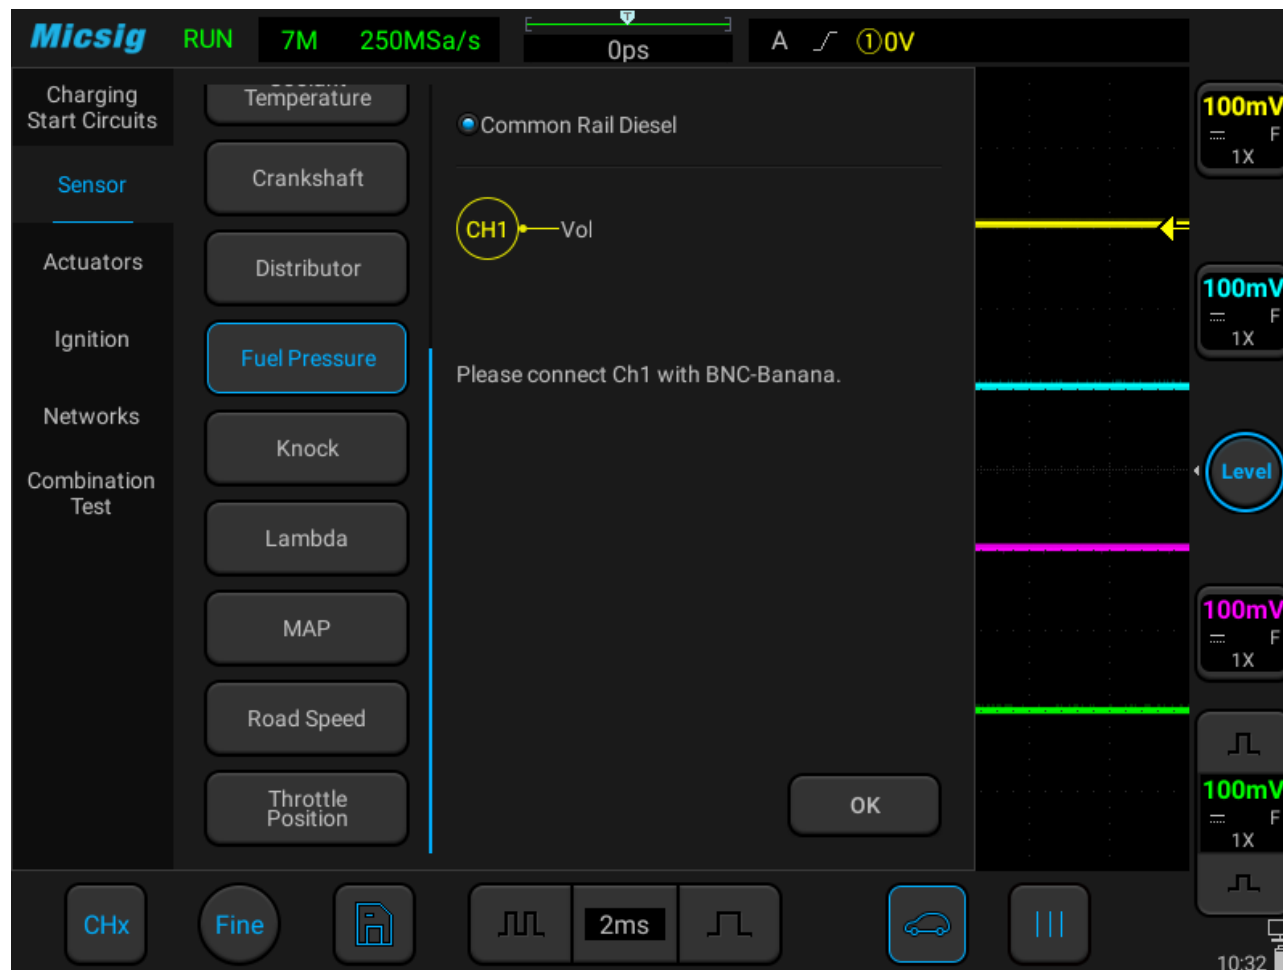 Micsig
RUN
7M 250MSa/s
T
0ps
A
①0V
Charging
Start Circuits
Sensor
Actuators
Ignition
Networks
Combination
Test
Temperature
Crankshaft
Distributor
Fuel Pressure
Knock
Lambda
MAP
Road Speed
Throttle
Position
Common Rail Diesel
CH1
Vol
Please connect Ch1 with BNC-Banana.
OK
100mV
F
1X
100mV
F
1X
Level
100mV
F
1X
100mV
F
1X
CHx
Fine
2ms
10:32